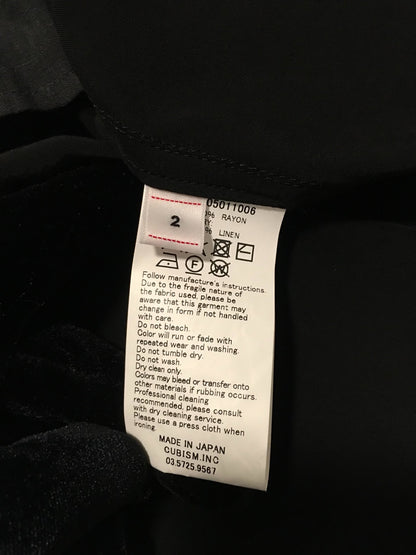 2
05011006
% RAYON
LINEN
F
W
Follow manufacture's instructions.
Due to the fragile nature of
the fabric used, please be
aware that this garment may
change in form if not handled
with care.
Do not bleach.
Color will run or fade with
repeated wear and washing.
Do not tumble dry.
Do not wash.
Dry clean only.
Colors may bleed or transfer onto
other materials if rubbing occurs.
Professional cleaning
recommended, please consult
with dry cleaning service.
Please use a press cloth when
ironing.
MADE IN JAPAN
CUBISM.INC
03.5725.9567